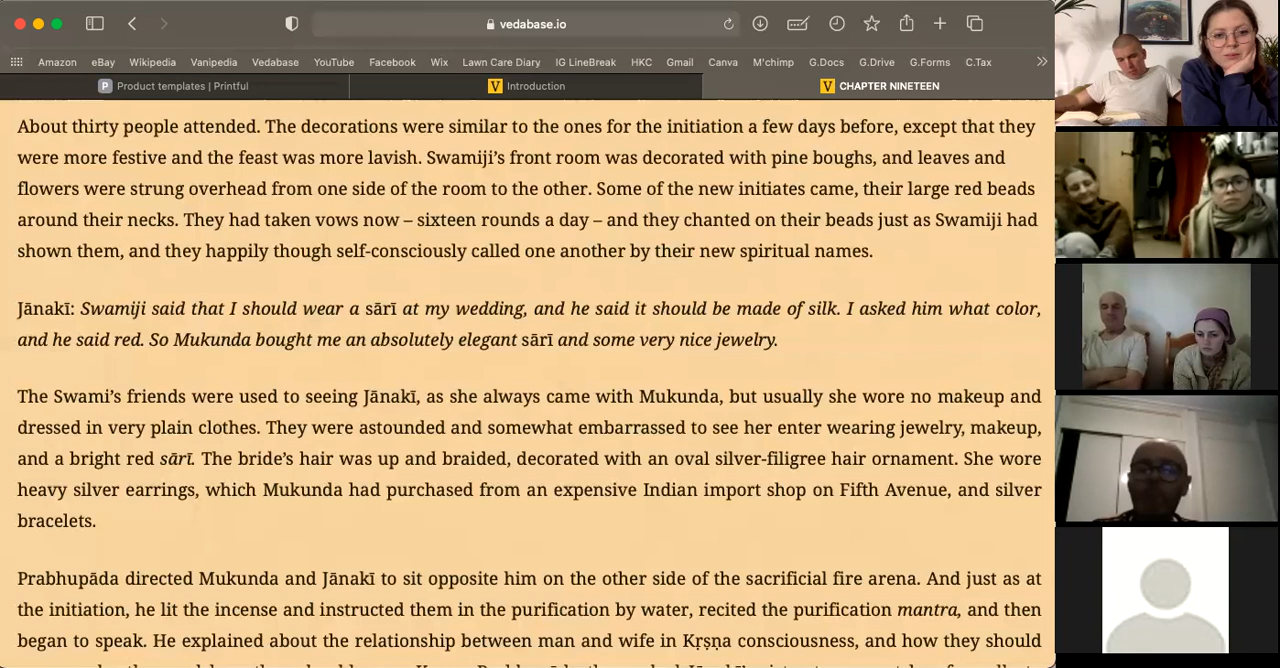 vedabase.io
Amazon eBay Wikipedia Vanipedia Vedabase YouTube Facebook Wix Lawn Care Diary IG LineBreak HKC Gmail Canva M'chimp G.Docs G.Drive G.Forms C.Tax
P Product templates | Printful V Introduction V CHAPTER NINETEEN
About thirty people attended. The decorations were similar to the ones for the initiation a few days before, except that they
were more festive and the feast was more lavish. Swamiji’s front room was decorated with pine boughs, and leaves and
flowers were strung overhead from one side of the room to the other. Some of the new initiates came, their large red beads
around their necks. They had taken vows now – sixteen rounds a day – and they chanted on their beads just as Swamiji had
shown them, and they happily though self-consciously called one another by their new spiritual names.
Jānakī: Swamiji said that I should wear a sārī at my wedding, and he said it should be made of silk. I asked him what color,
and he said red. So Mukunda bought me an absolutely elegant sārī and some very nice jewelry.
The Swami’s friends were used to seeing Jānakī, as she always came with Mukunda, but usually she wore no makeup and
dressed in very plain clothes. They were astounded and somewhat embarrassed to see her enter wearing jewelry, makeup,
and a bright red sārī. The bride’s hair was up and braided, decorated with an oval silver-filigree hair ornament. She wore
heavy silver earrings, which Mukunda had purchased from an expensive Indian import shop on Fifth Avenue, and silver
bracelets.
Prabhupāda directed Mukunda and Jānakī to sit opposite him on the other side of the sacrificial fire arena. And just as at
the initiation, he lit the incense and instructed them in the purification by water, recited the purification mantra, and then
began to speak. He explained about the relationship between man and wife in Kṛṣṇa consciousness, and how they should